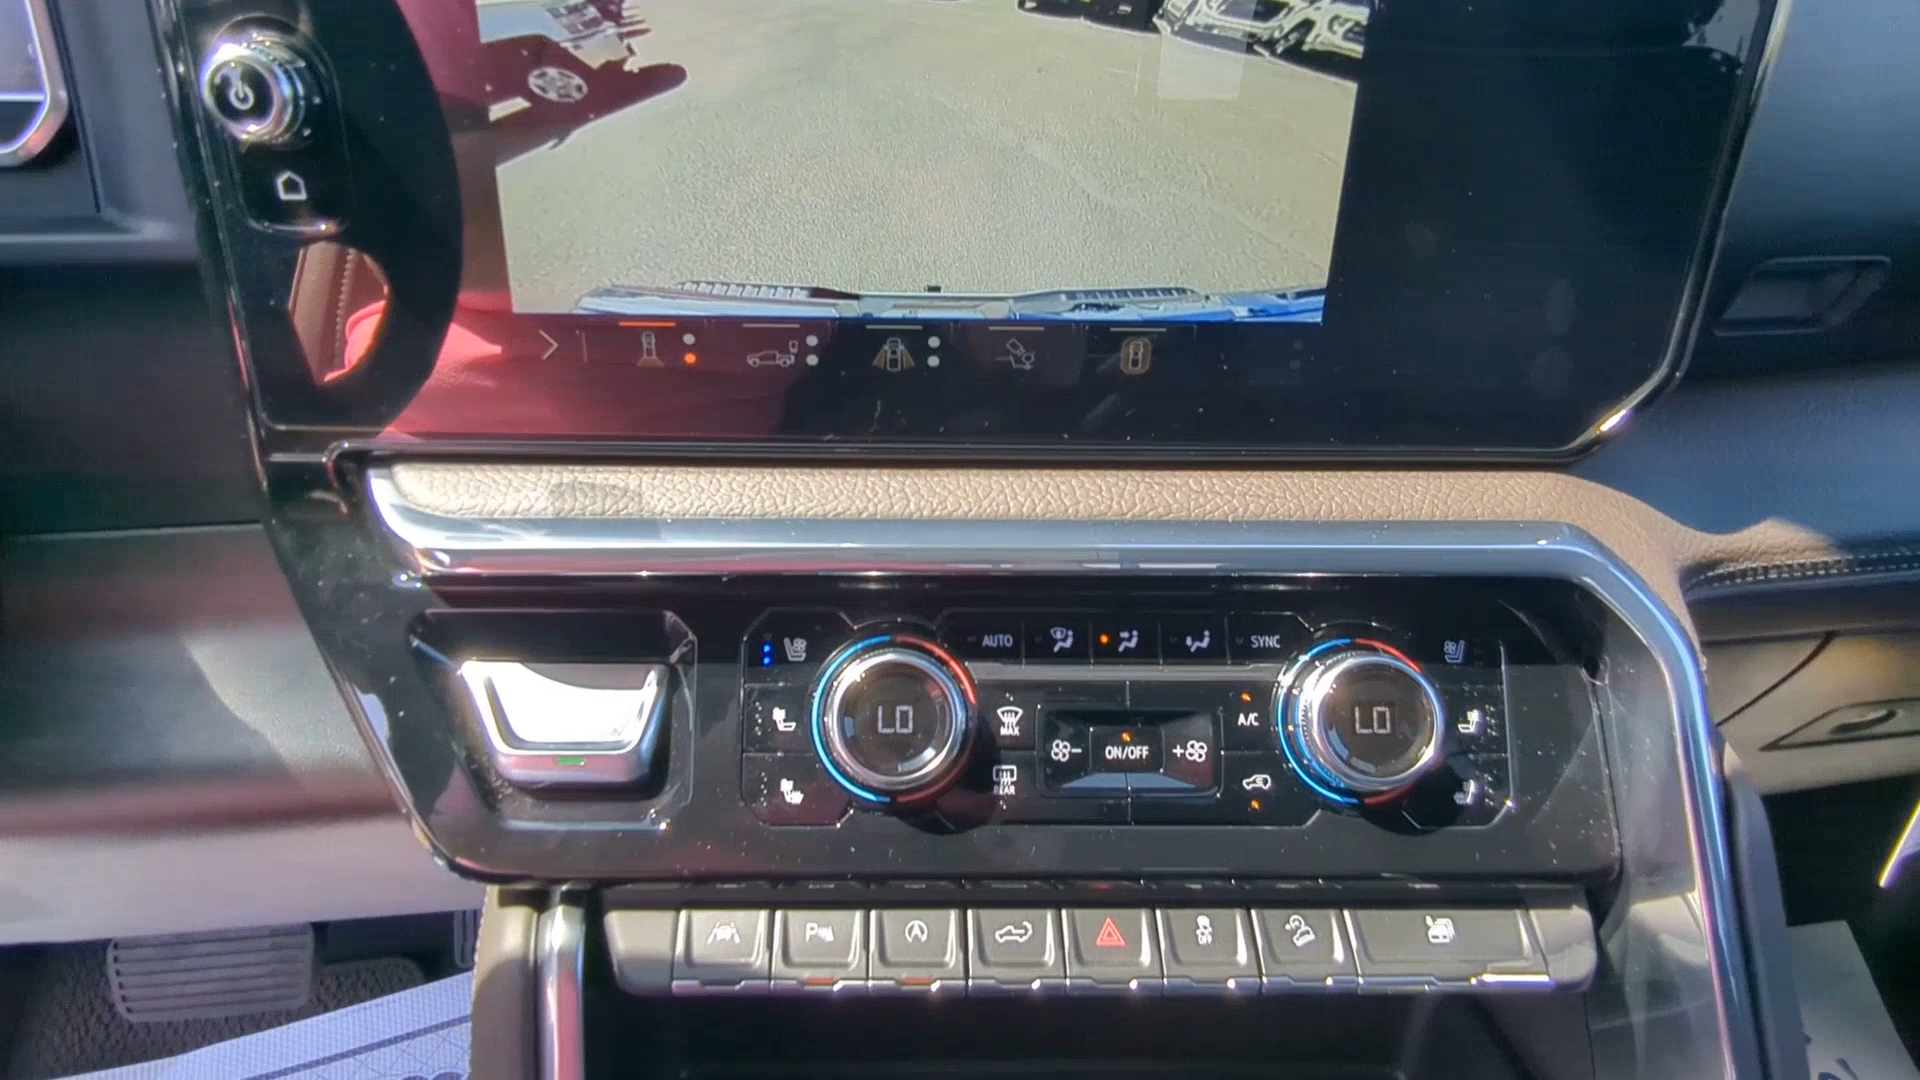 AUTO
SYNC
LO
MAX
A/C
LO
ON/OFF
REAR
P
A
OFF